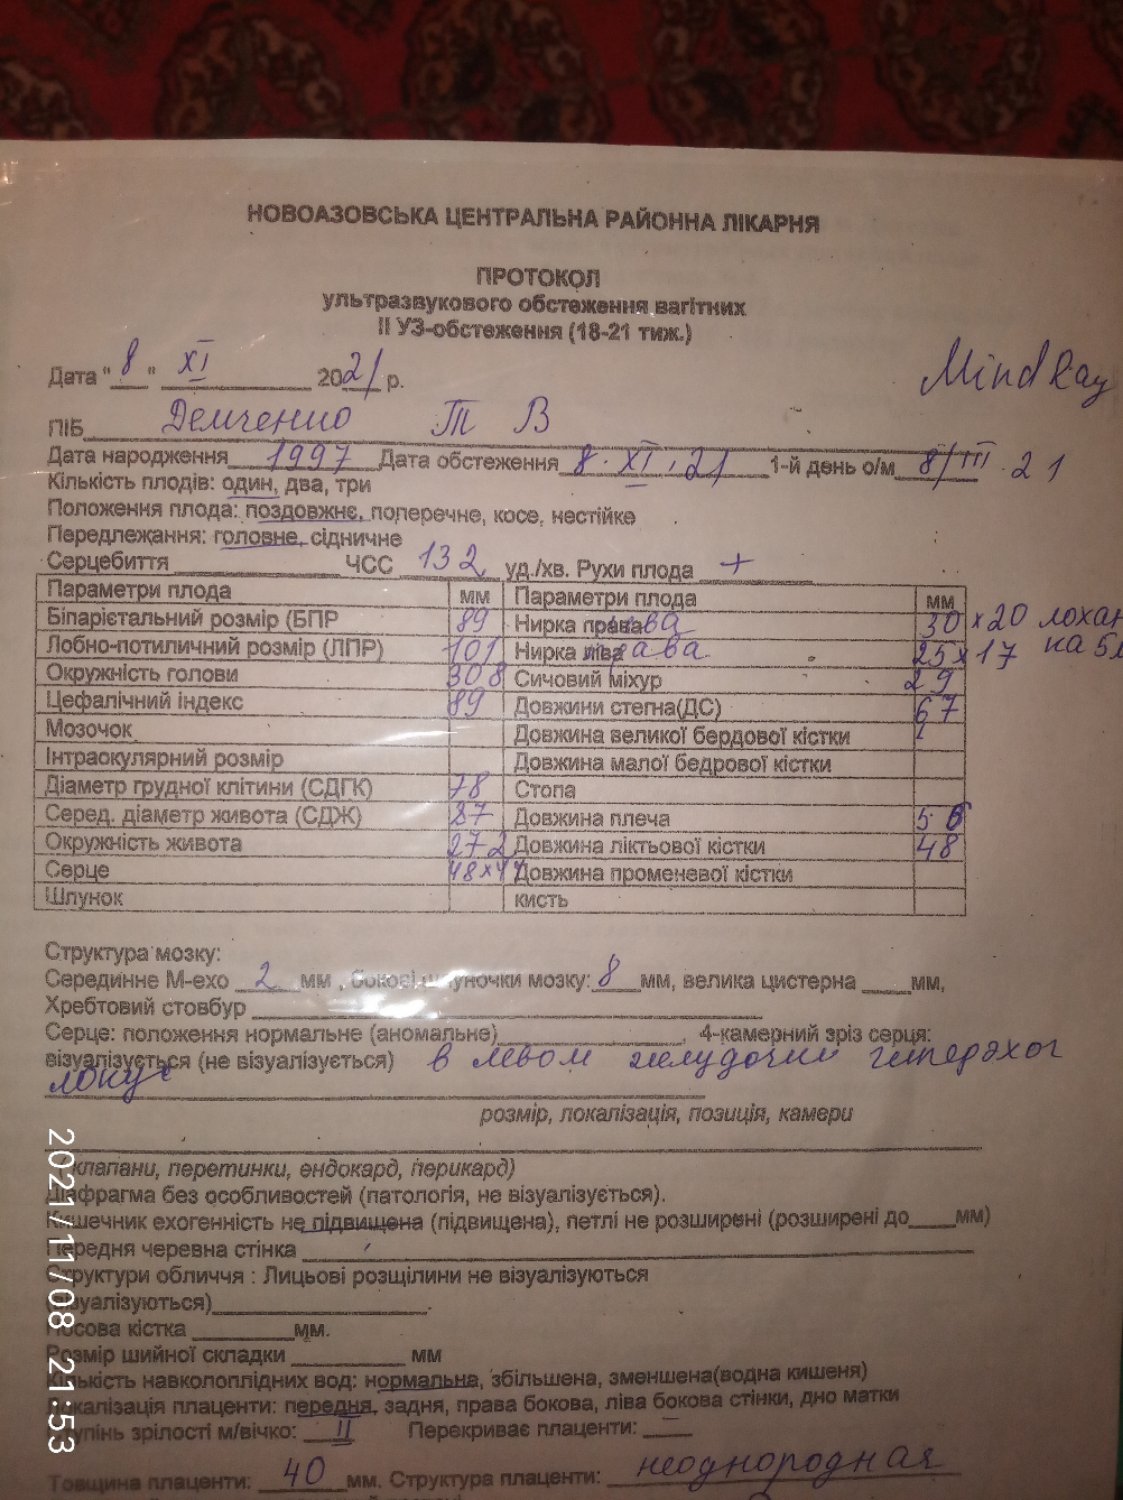 НОВОАЗОВСЬКА ЦЕНТРАЛЬНА РАЙОННА ЛІКАРНЯ
ПРОТОКОЛ
ультразвукового обстеження вагітних
ІІ УЗ-обстеження (18-21 тиж.)
Дата "8" XI 2021 р. Mindray
ПІБ Демченко Т В
Дата народження 1997 Дата обстеження 8.XI.21 1-й день о/м 8/III.21
Кількість плодів: один, два, три
Положення плода: поздовжнє, поперечне, косе, нестійке
Передлежання: головне, сідничне
Серцебиття ЧСС 132 уд./хв. Рухи плода +
Параметри плода мм Параметри плода мм
Біпарієтальний розмір (БПР 89 Нирка права 30 x 20 лохан
Лобно-потиличний розмір (ЛПР) 101 Нирка ліва 25 x 17 на 5
Окружність голови 308 Сичовий міхур 29
Цефалічний індекс 89 Довжини стегна(ДС) 67
Мозочок Довжина великої бердової кістки
Інтраокулярний розмір Довжина малої бедрової кістки
Діаметр грудної клітини (СДГК) 78 Стопа
Серед. діаметр живота (СДЖ) 87 Довжина плеча 56
Окружність живота 272 Довжина ліктьової кістки 48
Серце 48x Довжина променевої кістки
Шлунок кисть
Структура мозку:
Серединне М-ехо 2 мм, бокові шлуночки мозку: 8 мм, велика цистерна мм,
Хребтовий стовбур
Серце: положення нормальне (аномальне), 4-камерний зріз серця:
візуалізується (не візуалізується) в левом желудочки гиперэхог
локус
розмір, локалізація, позиція, камери
клапани, перетинки, ендокард, перикард)
Діафрагма без особливостей (патологія, не візуалізується).
Кишечник ехогенність не підвищена (підвищена), петлі не розширені (розширені до мм)
Передня черевна стінка
Структури обличчя : Лицьові розщілини не візуалізуються
(візуалізуються) .
Носова кістка мм.
Розмір шийної складки мм
Кількість навколоплідних вод: нормальна, збільшена, зменшена(водна кишеня)
Локалізація плаценти: передня, задня, права бокова, ліва бокова стінки, дно матки
Ступінь зрілості м/вічко: II Перекриває плаценти: —
Товщина плаценти: 40 мм. Структура плаценти: неоднородная
2021/11/08 21:53